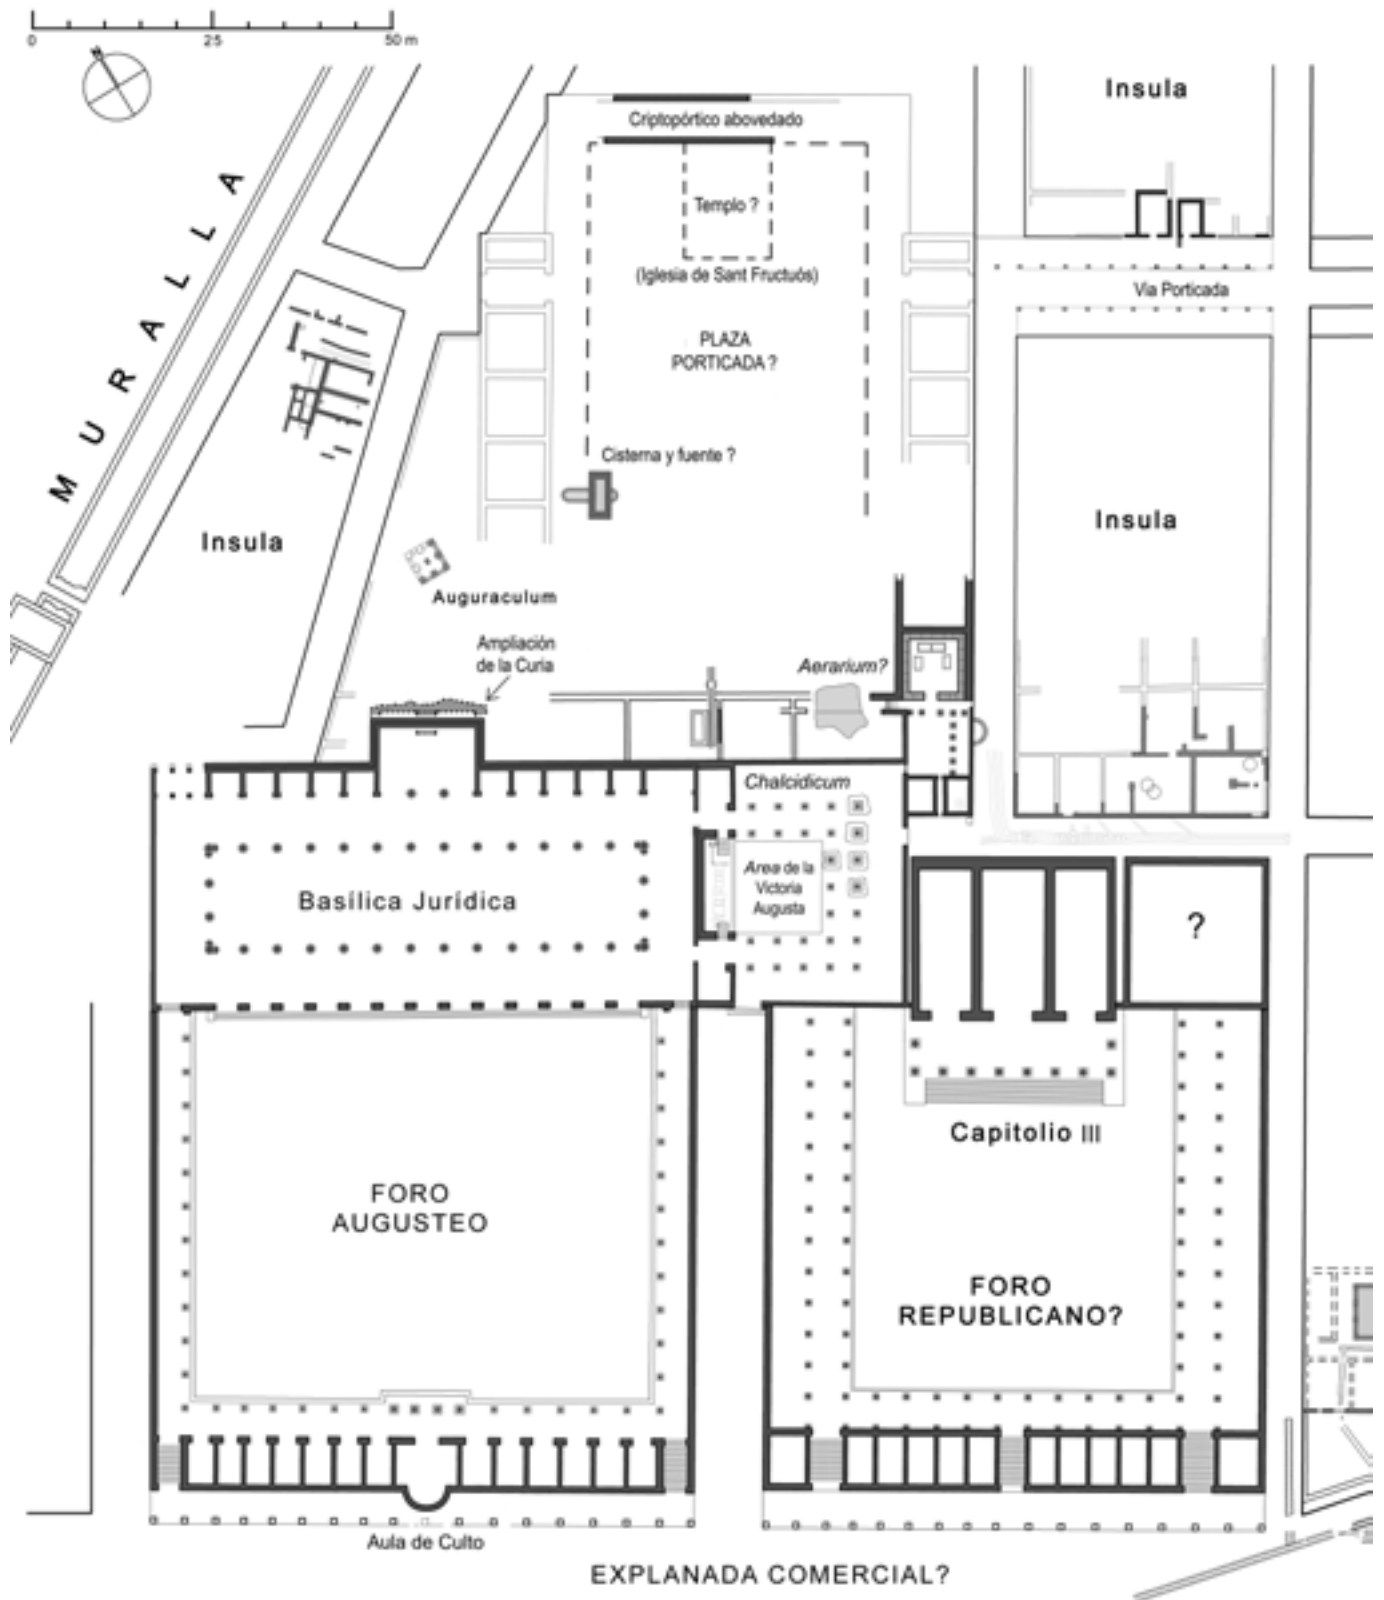 0 25 50 m
N
Insula
Criptopórtico abovedado
MURALLA
Templo ?
(Iglesia de Sant Fructuós)
Via Porticada
PLAZA
PORTICADA ?
Cisterna y fuente ?
Insula
Insula
Auguraculum
Ampliación
de la Curia
Aerarium?
Chalcidicum
Basílica Jurídica
Area de la
Victoria
Augusta
?
Capitolio III
FORO
AUGUSTEO
FORO
REPUBLICANO?
Aula de Culto
EXPLANADA COMERCIAL?